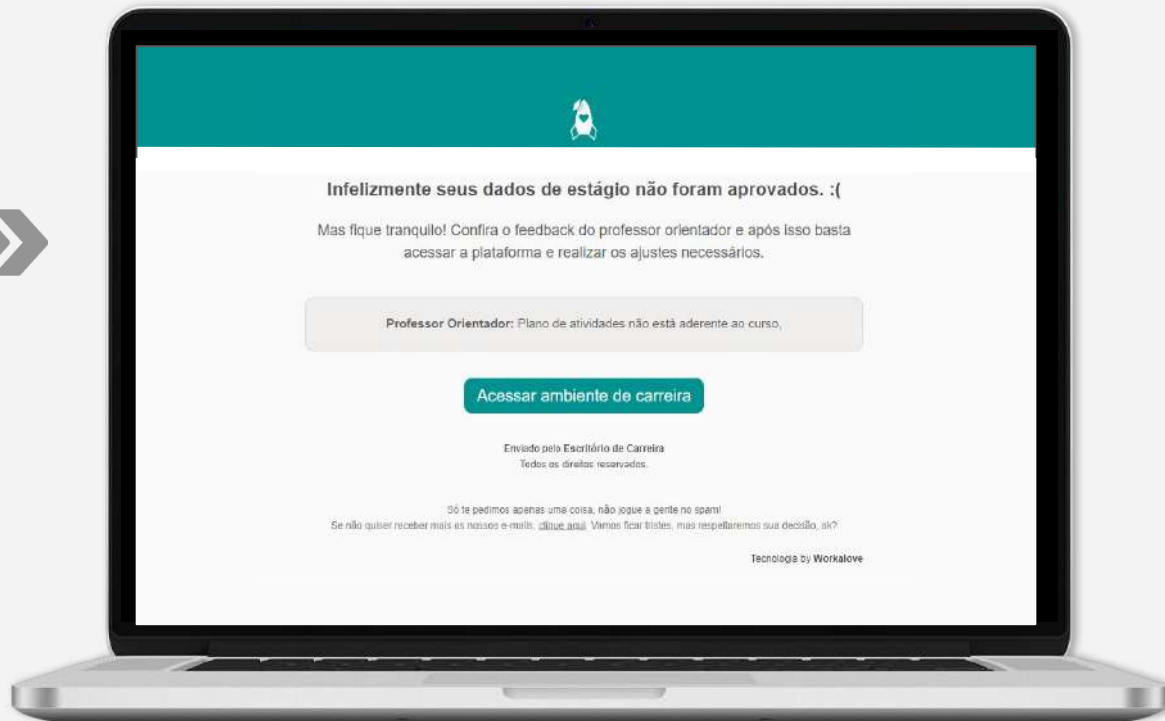 Infelizmente seus dados de estágio não foram aprovados. :(
Mas fique tranquilo! Confira o feedback do professor orientador e após isso basta
acessar a plataforma e realizar os ajustes necessários.
Professor Orientador: Plano de atividades não está aderente ao curso,
Acessar ambiente de carreira
Enviado pelo Escritório de Carreira
Todos os direitos reservados.
Só te pedimos apenas uma coisa, não jogue a gente no spam!
Se não quiser receber mais os nossos e-mails, clique aqui. Vamos ficar tristes, mas respeitaremos sua decisão, ok?
Tecnologia by Workalove